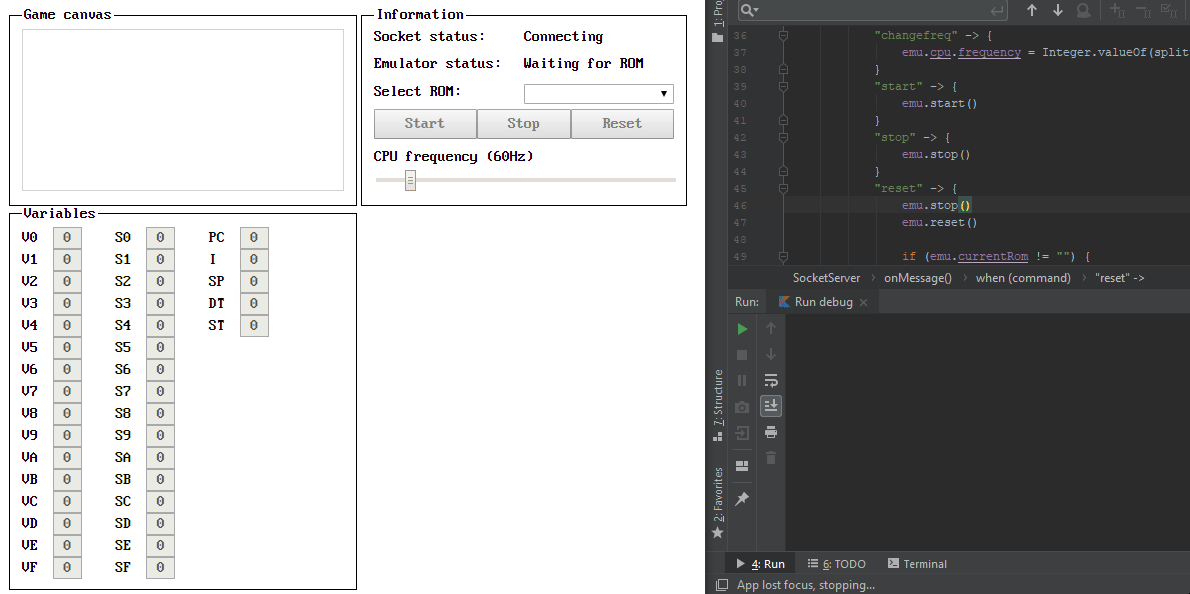 Game canvas
Information
Socket status: Connecting
Emulator status: Waiting for ROM
Select ROM:
Start Stop Reset
CPU frequency (60Hz)
Variables
V0 0 S0 0 PC 0
V1 0 S1 0 I 0
V2 0 S2 0 SP 0
V3 0 S3 0 DT 0
V4 0 S4 0 ST 0
V5 0 S5 0
V6 0 S6 0
V7 0 S7 0
V8 0 S8 0
V9 0 S9 0
VA 0 SA 0
VB 0 SB 0
VC 0 SC 0
VD 0 SD 0
VE 0 SE 0
VF 0 SF 0
36 "changefreq" -> {
37 emu.cpu.frequency = Integer.valueOf(split
38 }
39 "start" -> {
40 emu.start()
41 }
42 "stop" -> {
43 emu.stop()
44 }
45 "reset" -> {
46 emu.stop()
47 emu.reset()
48
49 if (emu.currentRom != "") {
SocketServer > onMessage() > when (command) > "reset" ->
Run: Run debug
7: Structure
2: Favorites
4: Run 6: TODO Terminal
App lost focus, stopping...